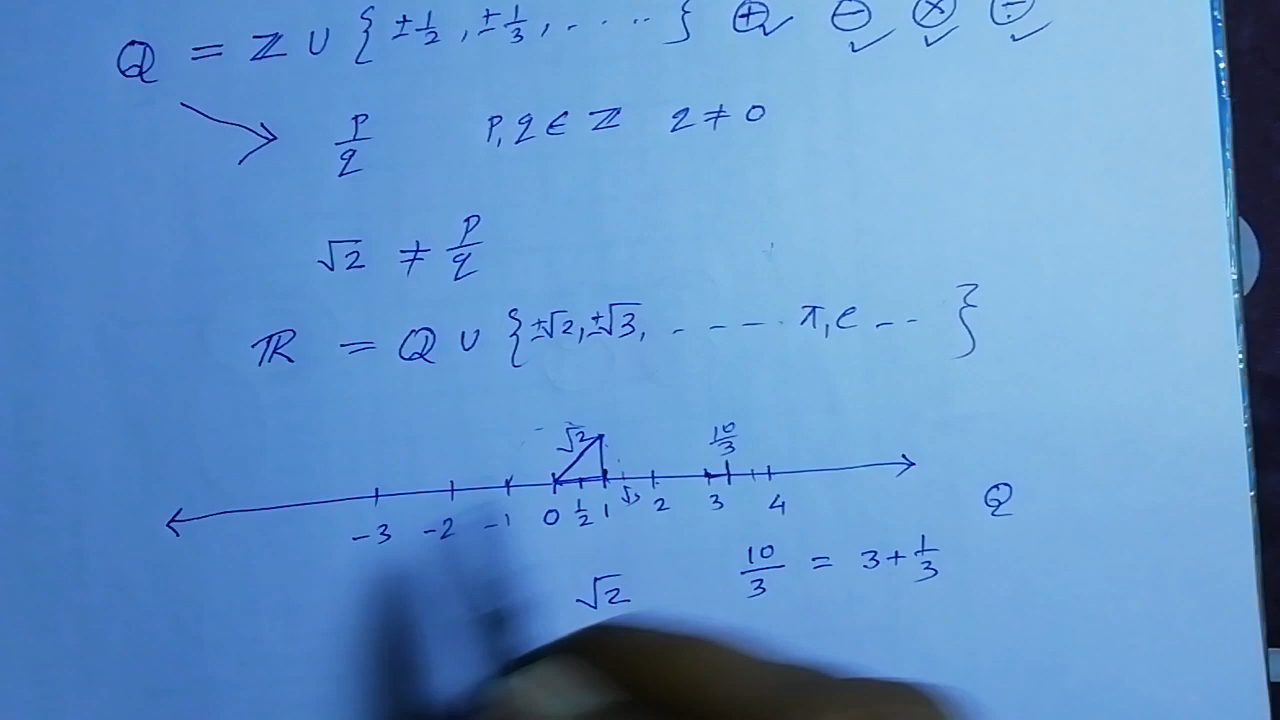 Q = ℤ ∪ { ±1/2, ±1/3, ..... } ⊕ ✓ ⊖ ✓ ⊗ ✓ ⨸ ✓
p/q p, q ∈ ℤ q ≠ 0
√2 ≠ p/q
ℝ = Q ∪ { ±√2, ±√3, - - - - π, e - - }
√2 10/3
-3 -2 -1 0 1/2 1 √2 2 3 4 Q
√2 10/3 = 3 + 1/3